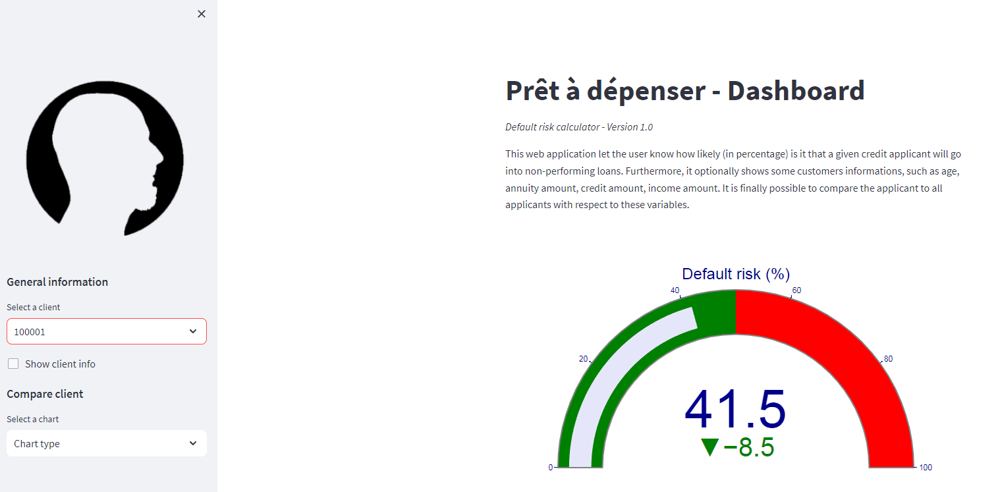 ×
General information
Select a client
100001
Show client info
Compare client
Select a chart
Chart type
Prêt à dépenser - Dashboard
Default risk calculator - Version 1.0
This web application let the user know how likely (in percentage) is it that a given credit applicant will go
into non-performing loans. Furthermore, it optionally shows some customers informations, such as age,
annuity amount, credit amount, income amount. It is finally possible to compare the applicant to all
applicants with respect to these variables.
Default risk (%)
40
60
20
80
41.5
▼−8.5
0
100